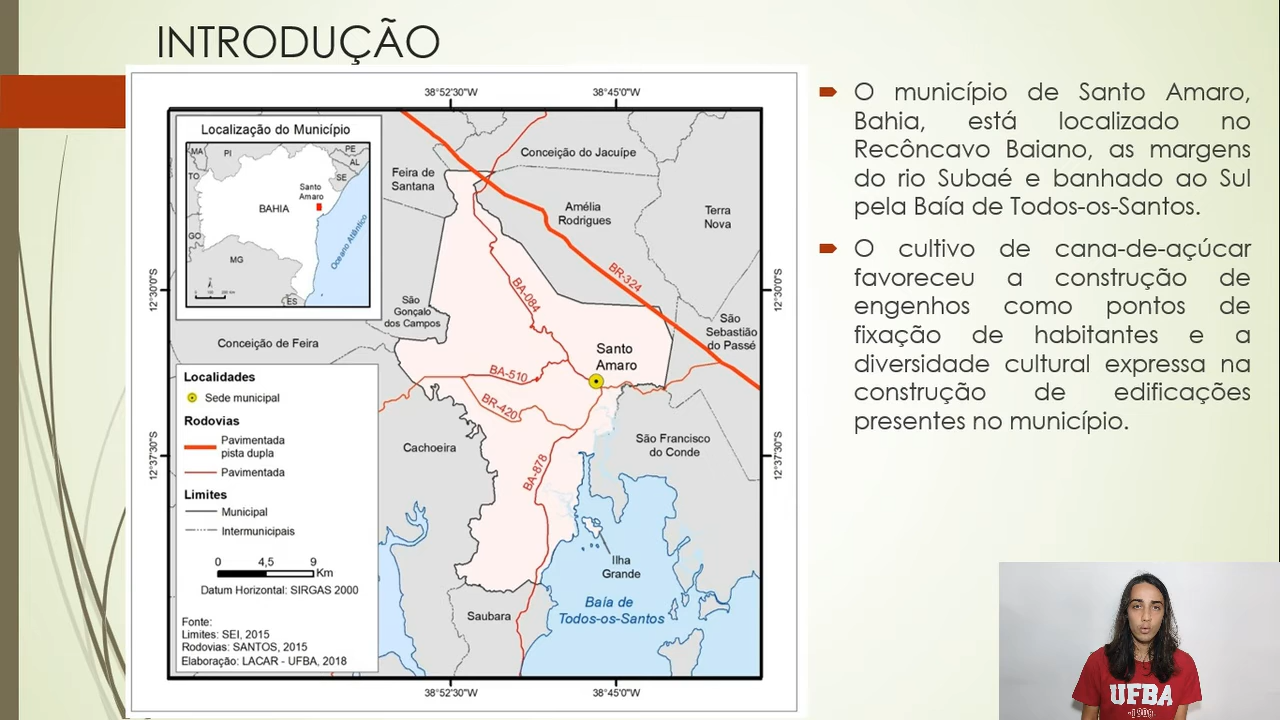 INTRODUÇÃO
38°52'30"W
38°45'0"W
Localização do Município
MA
PI
PE
AL
TO
SE
Santo
Amaro
BAHIA
GO
MG
ES
Oceano Atlântico
Feira de
Santana
Conceição do Jacuípe
Amélia
Rodrigues
Terra
Nova
BR-324
BA-084
12°30'0"S
12°30'0"S
São
Gonçalo
dos Campos
São
Sebastião
do Passé
Conceição de Feira
Santo
Amaro
BA-510
BR-420
Cachoeira
São Francisco
do Conde
BA-878
12°37'30"S
12°37'30"S
Ilha
Grande
Baía de
Todos-os-Santos
Saubara
Localidades
Sede municipal
Rodovias
Pavimentada
pista dupla
Pavimentada
Limites
Municipal
Intermunicipais
0 4,5 9
Km
Datum Horizontal: SIRGAS 2000
Fonte:
Limites: SEI, 2015
Rodovias: SANTOS, 2015
Elaboração: LACAR - UFBA, 2018
38°52'30"W
38°45'0"W
O município de Santo Amaro,
Bahia, está localizado no
Recôncavo Baiano, as margens
do rio Subaé e banhado ao Sul
pela Baía de Todos-os-Santos.
O cultivo de cana-de-açúcar
favoreceu a construção de
engenhos como pontos de
fixação de habitantes e a
diversidade cultural expressa na
construção de edificações
presentes no município.
UFBA